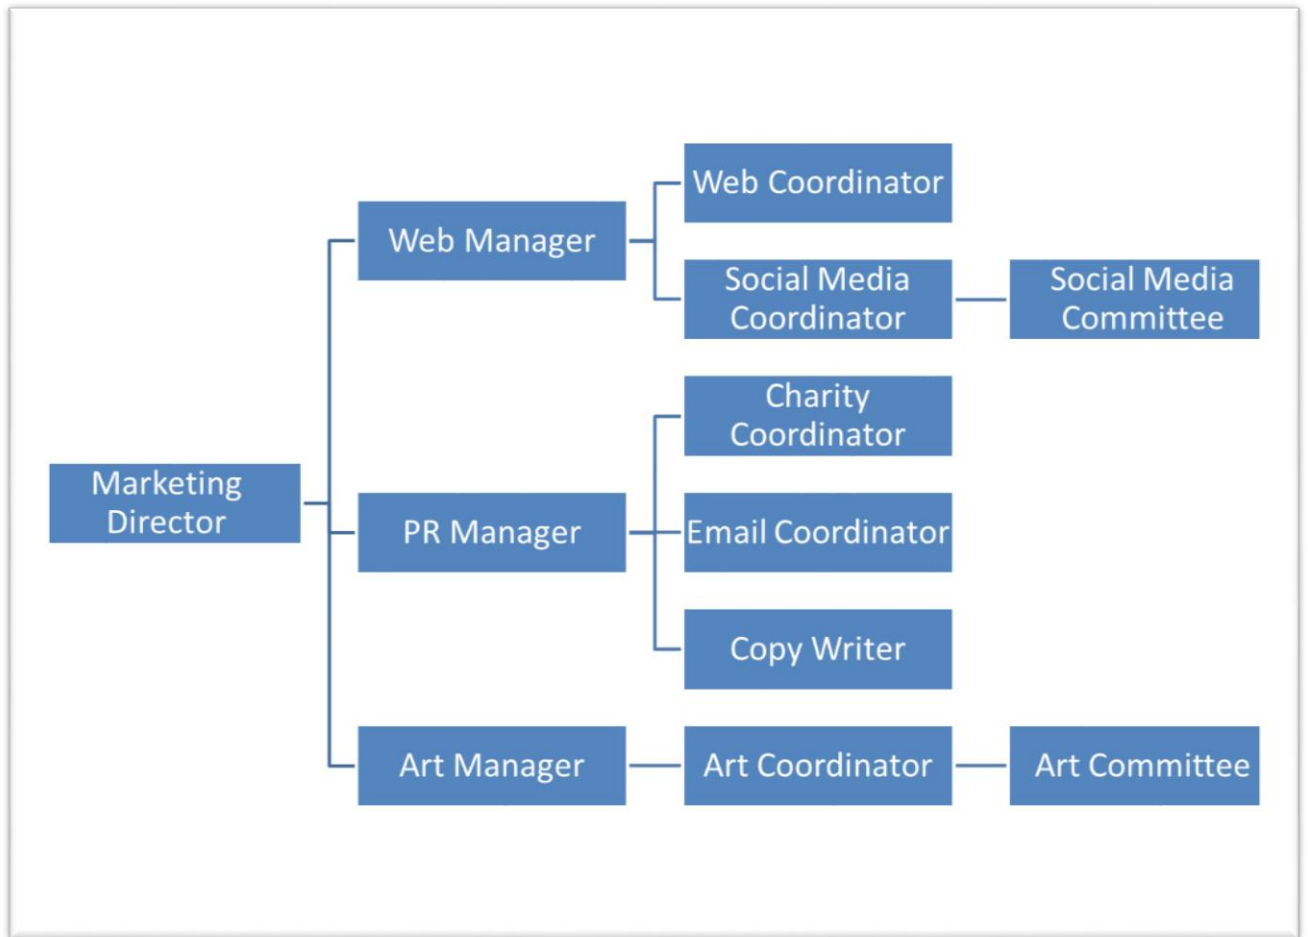 Web Coordinator
Web Manager
Social Media
Coordinator
Social Media
Committee
Charity
Coordinator
Marketing
Director
PR Manager
Email Coordinator
Copy Writer
Art Manager
Art Coordinator
Art Committee